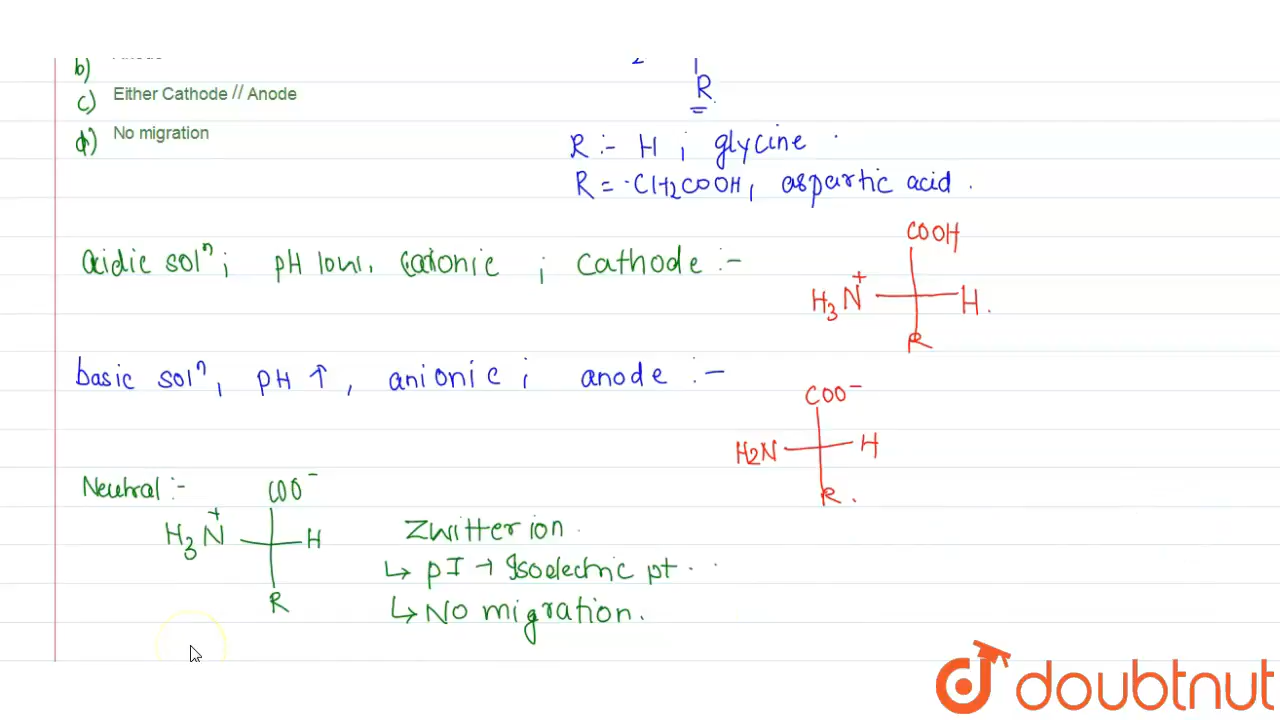 b)
c) Either Cathode // Anode
d) No migration
2
R
R :- H ; glycine
R = -CH2COOH, aspartic acid.
acidic solⁿ; pH low, cationic ; cathode :-
COOH
H3N+ H.
R
basic solⁿ, pH ↑, anionic ; anode :-
COO⁻
H2N H
R.
Neutral :-
COO⁻
H3N+ H
R
Zwitter ion.
↳ pI → Isoelectric pt.
↳ No migration.
doubtnut